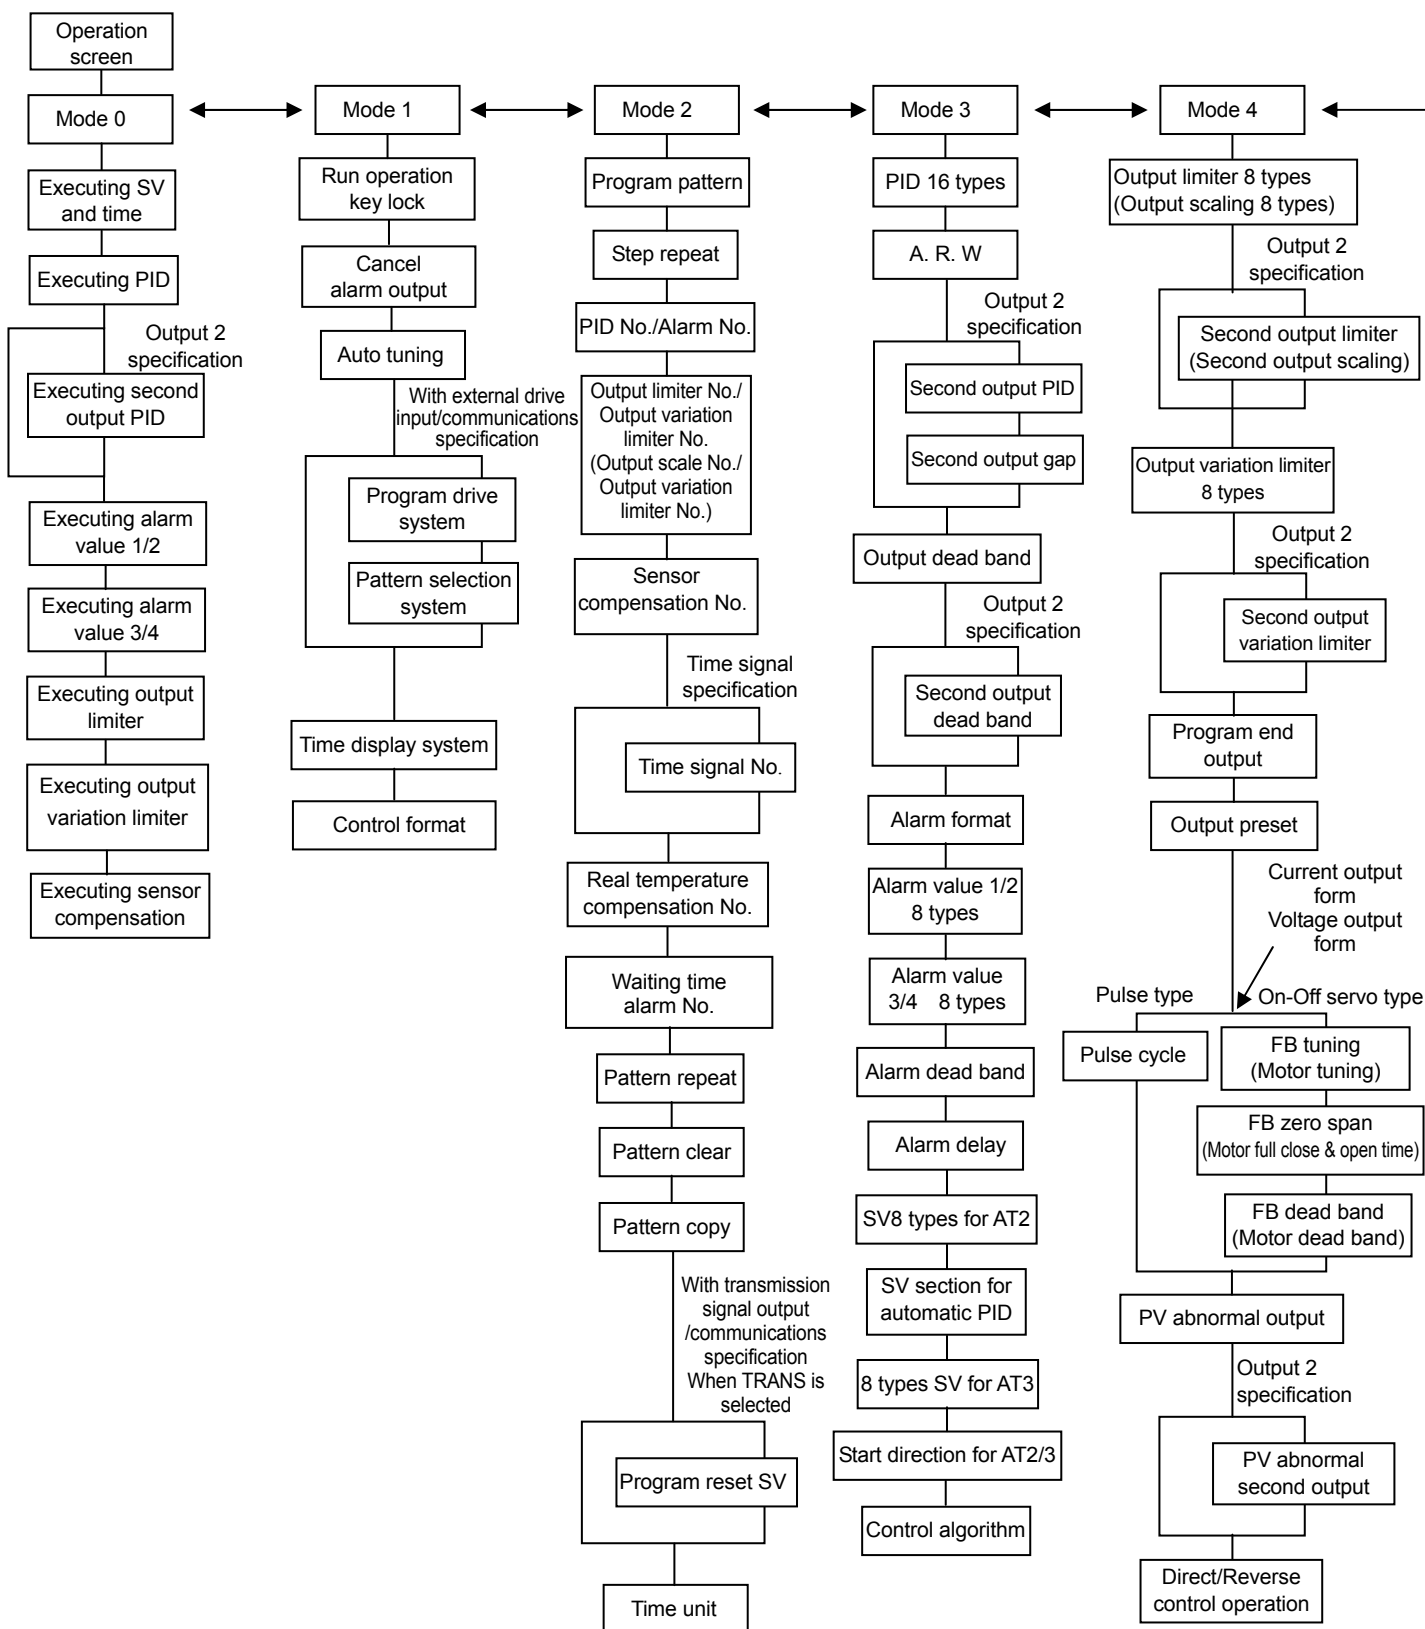 Operation
screen
Mode 0
Executing SV
and time
Executing PID
Output 2
specification
Executing second
output PID
Executing alarm
value 1/2
Executing alarm
value 3/4
Executing output
limiter
Executing output
variation limiter
Executing sensor
compensation
Mode 1
Run operation
key lock
Cancel
alarm output
Auto tuning
With external drive
input/communications
specification
Program drive
system
Pattern selection
system
Time display system
Control format
Mode 2
Program pattern
Step repeat
PID No./Alarm No.
Output limiter No./
Output variation
limiter No.
(Output scale No./
Output variation
limiter No.)
Sensor
compensation No.
Time signal
specification
Time signal No.
Real temperature
compensation No.
Waiting time
alarm No.
Pattern repeat
Pattern clear
Pattern copy
With transmission
signal output
/communications
specification
When TRANS is
selected
Program reset SV
Time unit
Mode 3
PID 16 types
A. R. W
Output 2
specification
Second output PID
Second output gap
Output dead band
Output 2
specification
Second output
dead band
Alarm format
Alarm value 1/2
8 types
Alarm value
3/4 8 types
Alarm dead band
Alarm delay
SV8 types for AT2
SV section for
automatic PID
8 types SV for AT3
Start direction for AT2/3
Control algorithm
Mode 4
Output limiter 8 types
(Output scaling 8 types)
Output 2
specification
Second output limiter
(Second output scaling)
Output variation limiter
8 types
Output 2
specification
Second output
variation limiter
Program end
output
Output preset
Current output
form
Voltage output
form
Pulse type
On-Off servo type
Pulse cycle
FB tuning
(Motor tuning)
FB zero span
(Motor full close & open time)
FB dead band
(Motor dead band)
PV abnormal output
Output 2
specification
PV abnormal
second output
Direct/Reverse
control operation